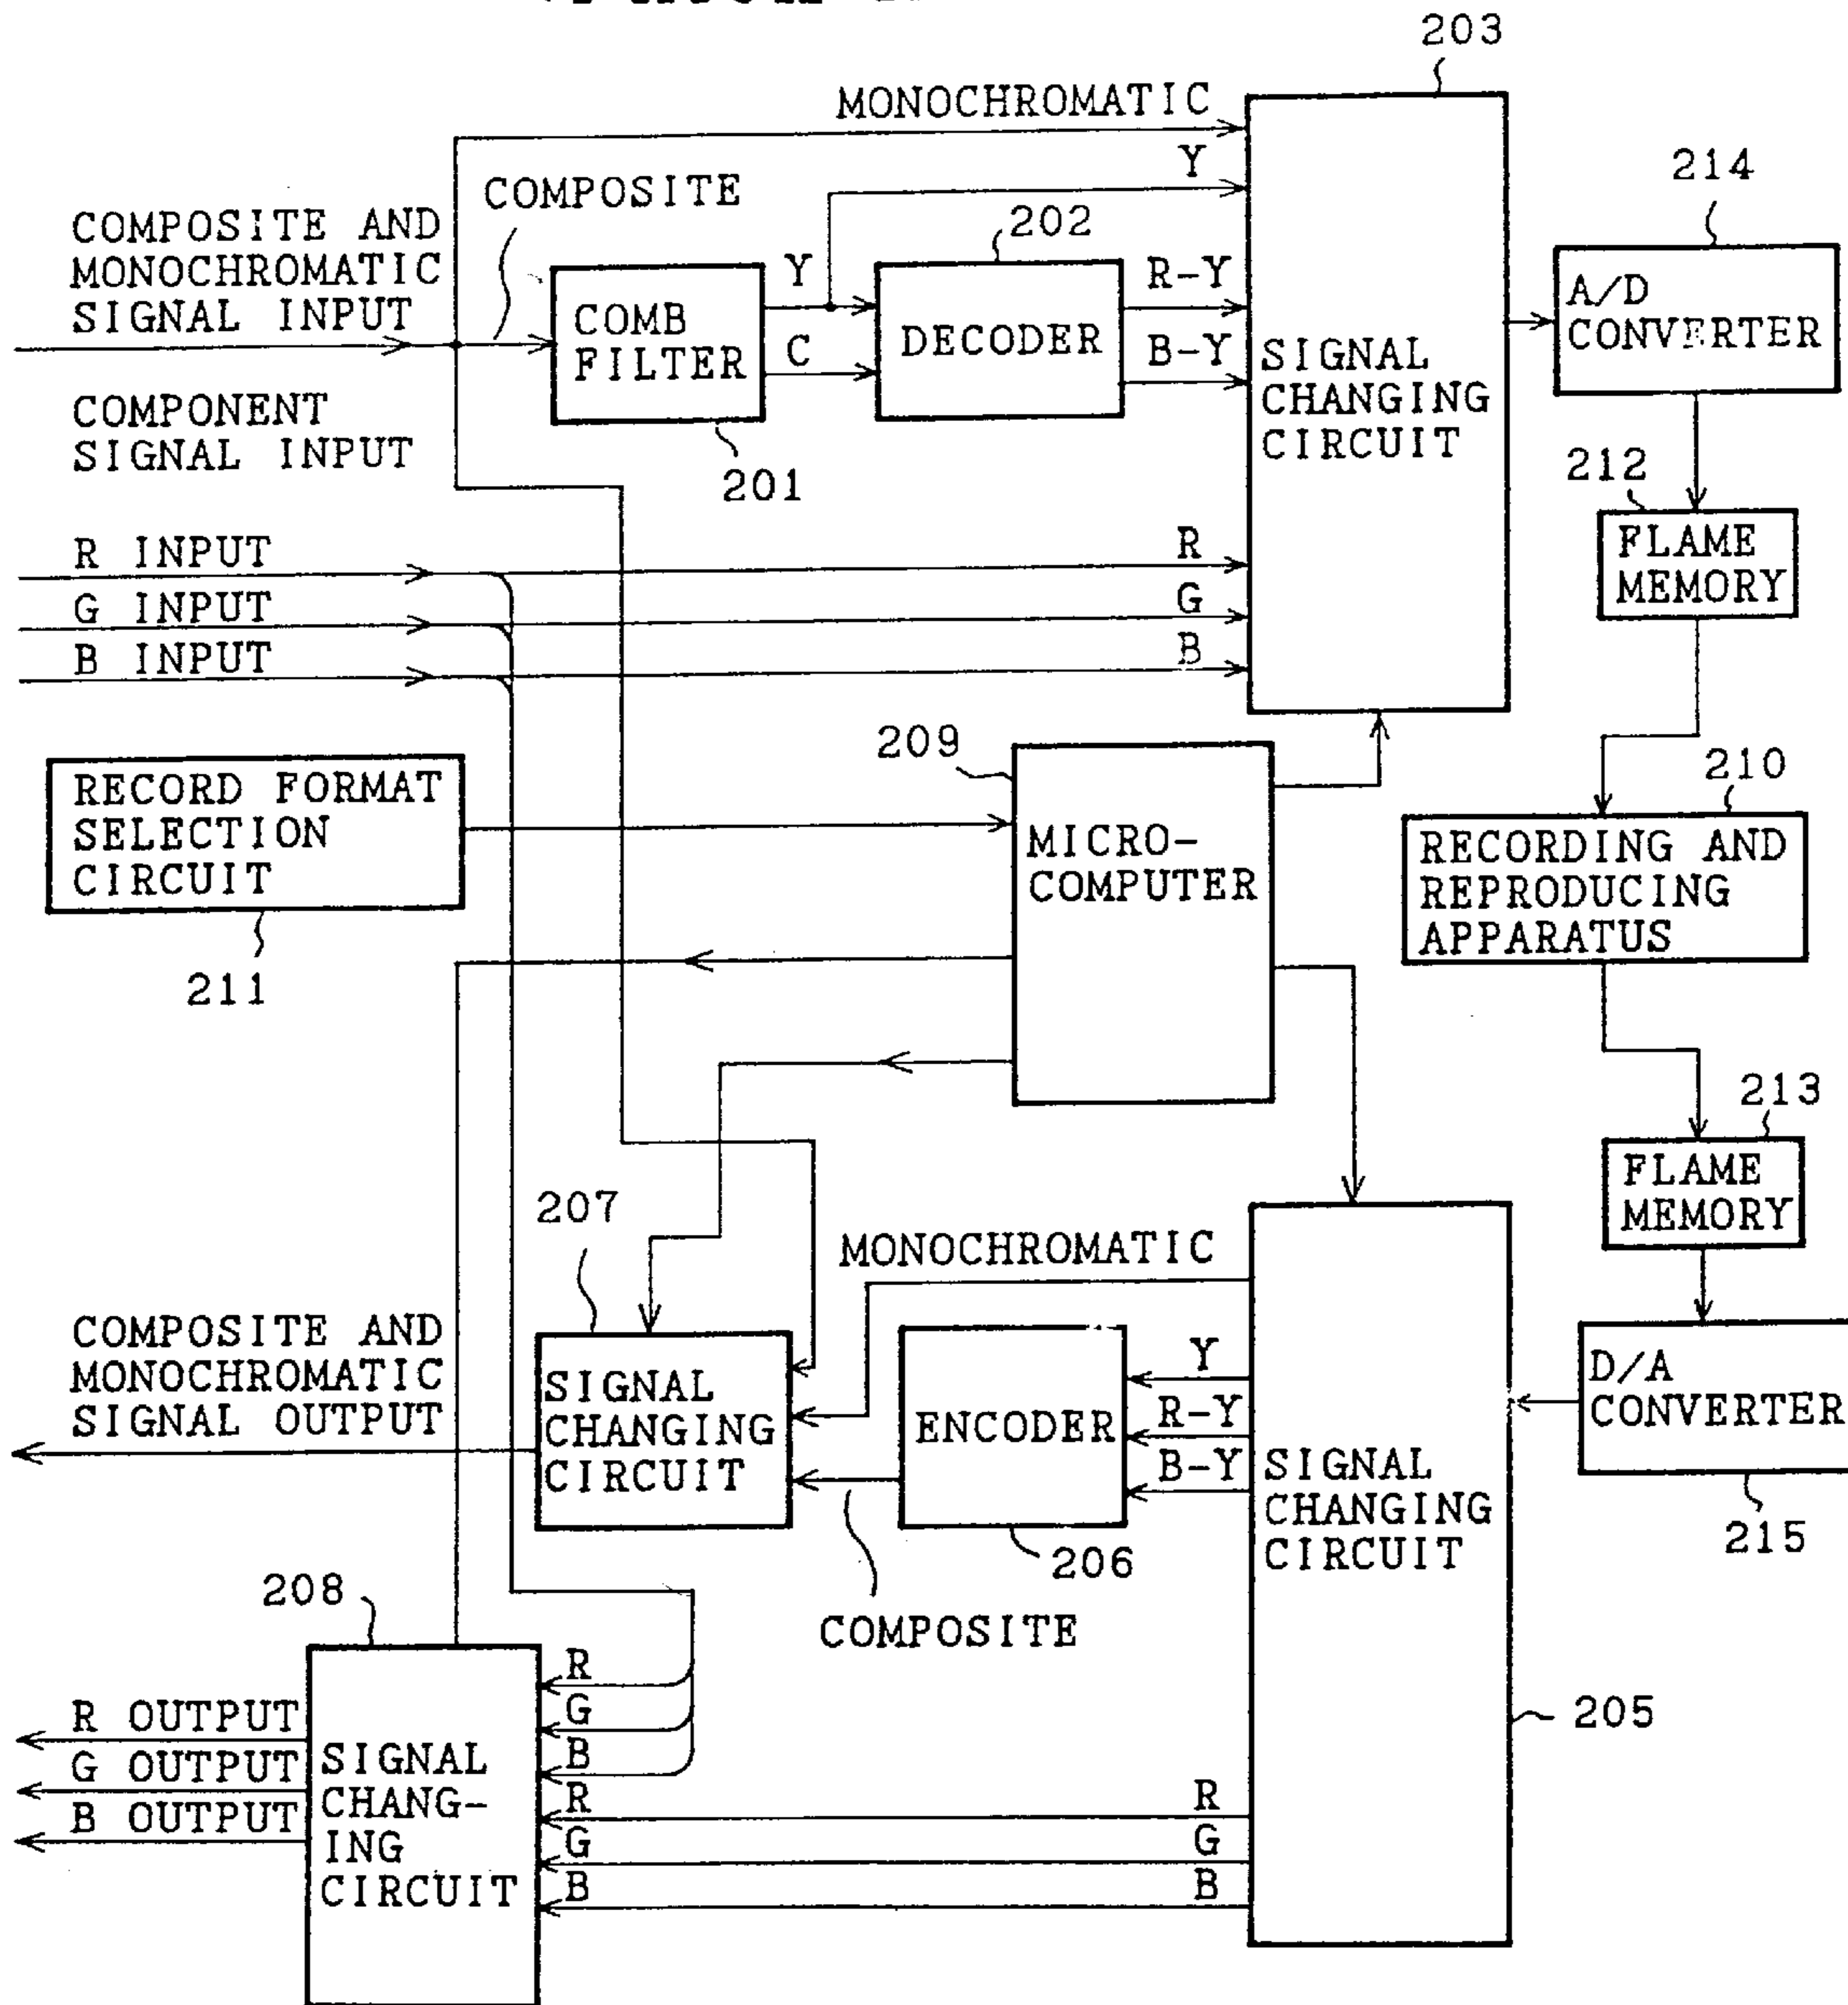 203
MONOCHROMATIC
Y
COMPOSITE
214
COMPOSITE AND
MONOCHROMATIC
SIGNAL INPUT
202
Y
C
COMB
FILTER
201
DECODER
R-Y
B-Y
SIGNAL
CHANGING
CIRCUIT
A/D
CONVERTER
COMPONENT
SIGNAL INPUT
212
FLAME
MEMORY
R INPUT
R
G INPUT
G
B INPUT
B
209
210
RECORD FORMAT
SELECTION
CIRCUIT
211
MICRO-
COMPUTER
RECORDING AND
REPRODUCING
APPARATUS
213
FLAME
MEMORY
207
MONOCHROMATIC
COMPOSITE AND
MONOCHROMATIC
SIGNAL OUTPUT
SIGNAL
CHANGING
CIRCUIT
ENCODER
Y
R-Y
B-Y
206
SIGNAL
CHANGING
CIRCUIT
D/A
CONVERTER
215
208
COMPOSITE
R
G
B
205
R OUTPUT
G OUTPUT
B OUTPUT
SIGNAL
CHANG-
ING
CIRCUIT
R
G
B
R
G
B